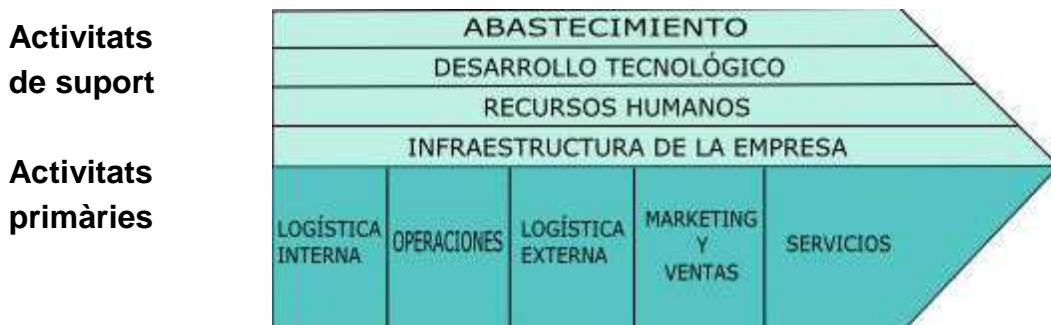 Activitats
de suport
Activitats
primàries
ABASTECIMIENTO
DESARROLLO TECNOLÓGICO
RECURSOS HUMANOS
INFRAESTRUCTURA DE LA EMPRESA
LOGÍSTICA
INTERNA
OPERACIONES
LOGÍSTICA
EXTERNA
MARKETING
Y
VENTAS
SERVICIOS